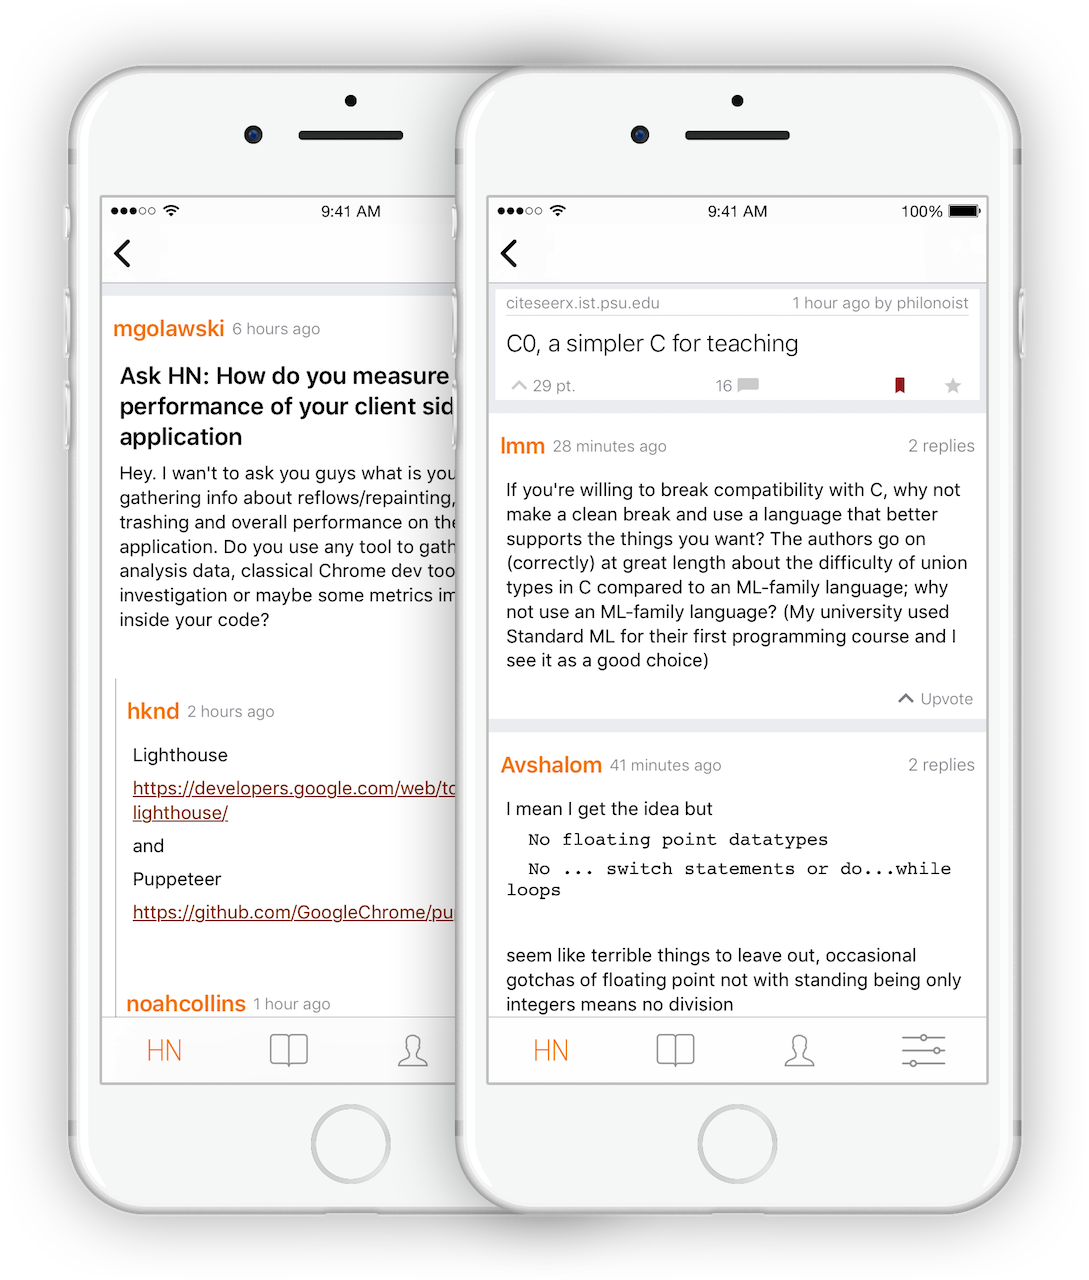 9:41 AM
mgolawski 6 hours ago
Ask HN: How do you measure
performance of your client sid
application
Hey. I wan't to ask you guys what is you
gathering info about reflows/repainting,
trashing and overall performance on the
application. Do you use any tool to gath
analysis data, classical Chrome dev too
investigation or maybe some metrics im
inside your code?
hknd 2 hours ago
Lighthouse
https://developers.google.com/web/to
lighthouse/
and
Puppeteer
https://github.com/GoogleChrome/pu
noahcollins 1 hour ago
HN
9:41 AM 100%
citeseerx.ist.psu.edu 1 hour ago by philonoist
C0, a simpler C for teaching
29 pt. 16
lmm 28 minutes ago 2 replies
If you're willing to break compatibility with C, why not
make a clean break and use a language that better
supports the things you want? The authors go on
(correctly) at great length about the difficulty of union
types in C compared to an ML-family language; why
not use an ML-family language? (My university used
Standard ML for their first programming course and I
see it as a good choice)
Upvote
Avshalom 41 minutes ago 2 replies
I mean I get the idea but
No floating point datatypes
No ... switch statements or do...while
loops
seem like terrible things to leave out, occasional
gotchas of floating point not with standing being only
integers means no division
HN